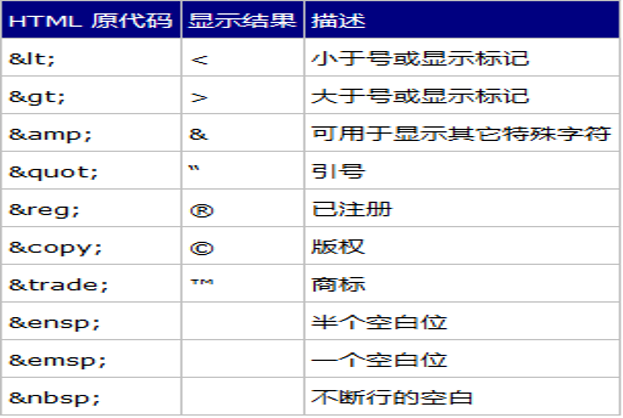 HTML 原代码 显示结果 描述
&lt; < 小于号或显示标记
&gt; > 大于号或显示标记
&amp; & 可用于显示其它特殊字符
&quot; “ 引号
&reg; ® 已注册
&copy; © 版权
&trade; ™ 商标
&ensp; 半个空白位
&emsp; 一个空白位
&nbsp; 不断行的空白